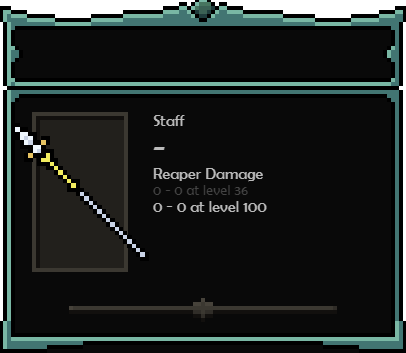 Staff
–
Reaper Damage
0 - 0 at level 36
0 - 0 at level 100